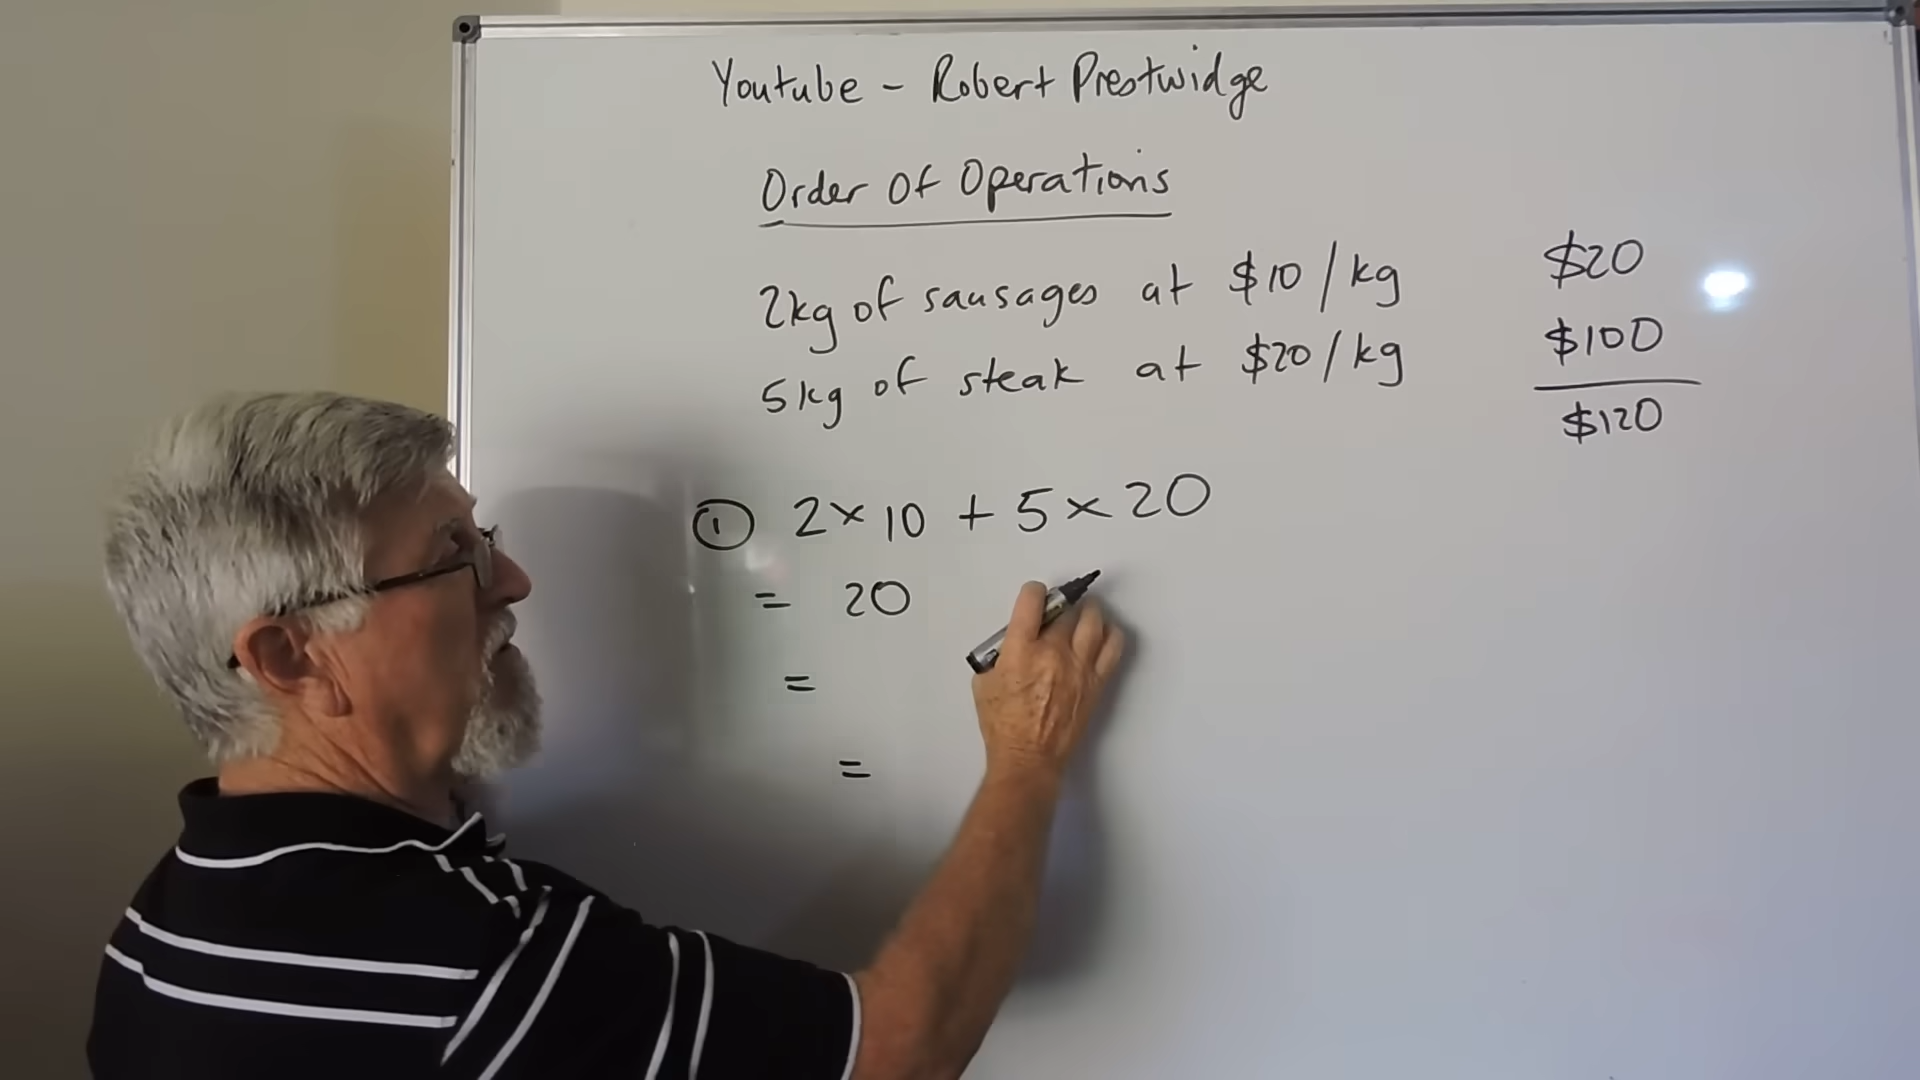 Youtube - Robert Prestwidge
Order Of Operations
2kg of sausages at $10/kg $20
5kg of steak at $20/kg $100
$120
① 2 × 10 + 5 × 20
= 20
=
=